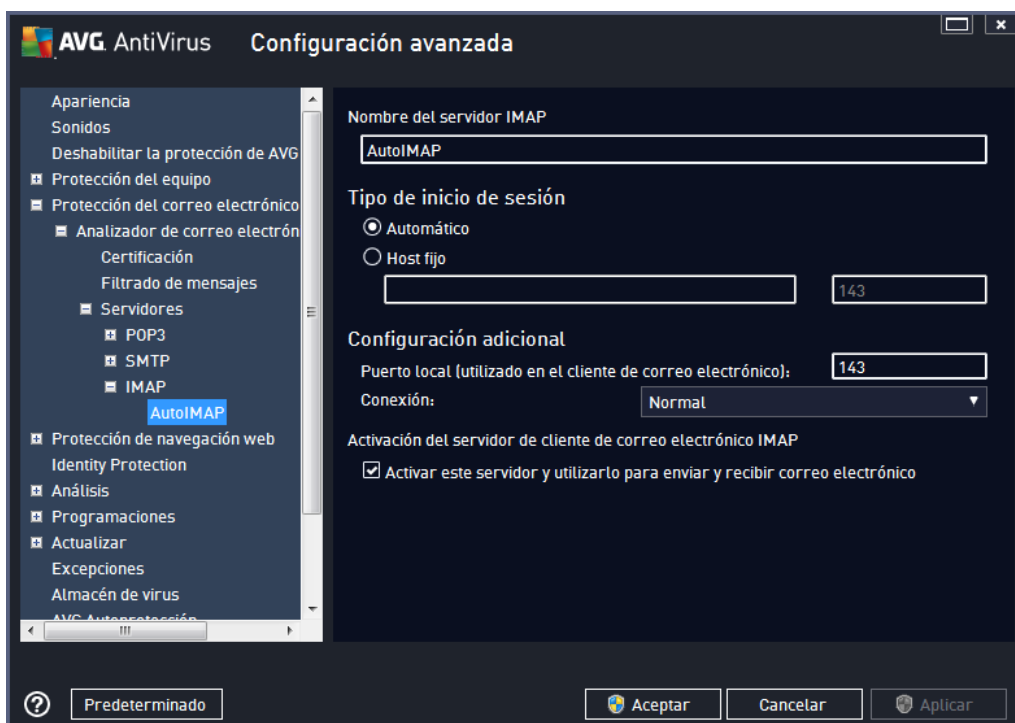 AVG. AntiVirus Configuración avanzada
Apariencia
Sonidos
Deshabilitar la protección de AVG
Protección del equipo
Protección del correo electrónico
Analizador de correo electrón
Certificación
Filtrado de mensajes
Servidores
POP3
SMTP
IMAP
AutoIMAP
Protección de navegación web
Identity Protection
Análisis
Programaciones
Actualizar
Excepciones
Almacén de virus
AVG Autoprotección
Nombre del servidor IMAP
AutoIMAP
Tipo de inicio de sesión
Automático
Host fijo
143
Configuración adicional
Puerto local (utilizado en el cliente de correo electrónico): 143
Conexión: Normal
Activación del servidor de cliente de correo electrónico IMAP
Activar este servidor y utilizarlo para enviar y recibir correo electrónico
? Predeterminado Aceptar Cancelar Aplicar